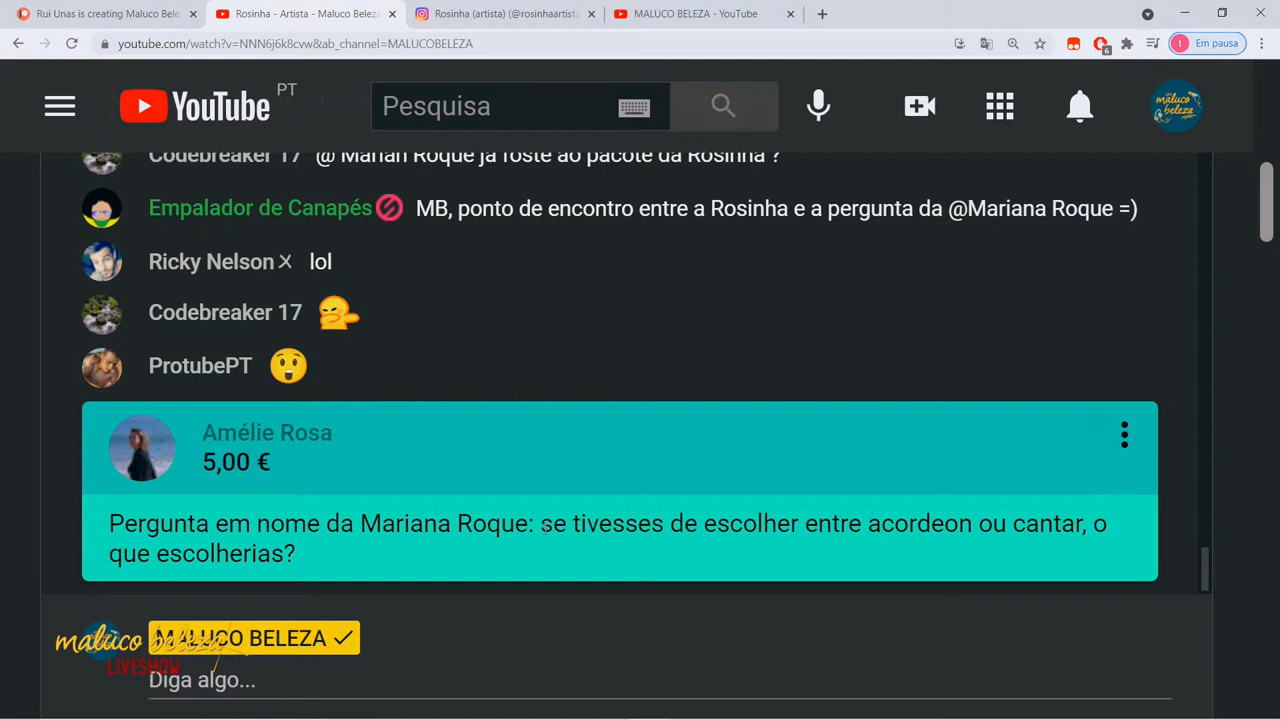 Rui Unas is creating Maluco Bele
Rosinha - Artista - Maluco Beleza
Rosinha (artista) (@rosinhaartista
MALUCO BELEZA - YouTube
youtube.com/watch?v=NNN6j6k8cvw&ab_channel=MALUCOBELEZA
6
t Em pausa
YouTube PT
Pesquisa
maluco beleza
Codebreaker 17 @ Marian Roque já foste ao pacote da Rosinha ?
Empalador de Canapés MB, ponto de encontro entre a Rosinha e a pergunta da @Mariana Roque =)
Ricky Nelson X lol
Codebreaker 17
ProtubePT
Amélie Rosa
5,00 €
Pergunta em nome da Mariana Roque: se tivesses de escolher entre acordeon ou cantar, o
que escolherias?
MALUCO BELEZA
maluco beleza
LIVESHOW
Diga algo...